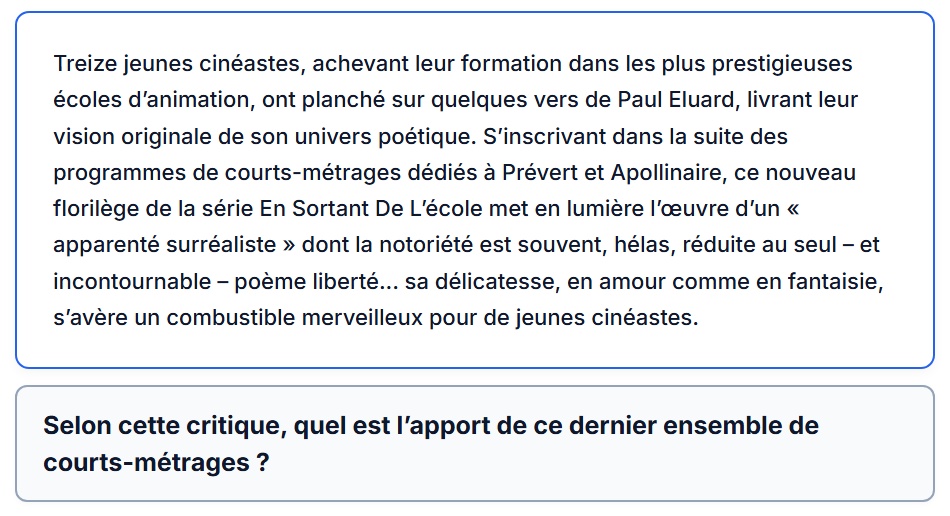 Treize jeunes cinéastes, achevant leur formation dans les plus prestigieuses
écoles d’animation, ont planché sur quelques vers de Paul Eluard, livrant leur
vision originale de son univers poétique. S’inscrivant dans la suite des
programmes de courts-métrages dédiés à Prévert et Apollinaire, ce nouveau
florilège de la série En Sortant De L’école met en lumière l’œuvre d’un «
apparenté surréaliste » dont la notoriété est souvent, hélas, réduite au seul – et
incontournable – poème liberté... sa délicatesse, en amour comme en fantaisie,
s’avère un combustible merveilleux pour de jeunes cinéastes.
Selon cette critique, quel est l’apport de ce dernier ensemble de
courts-métrages ?